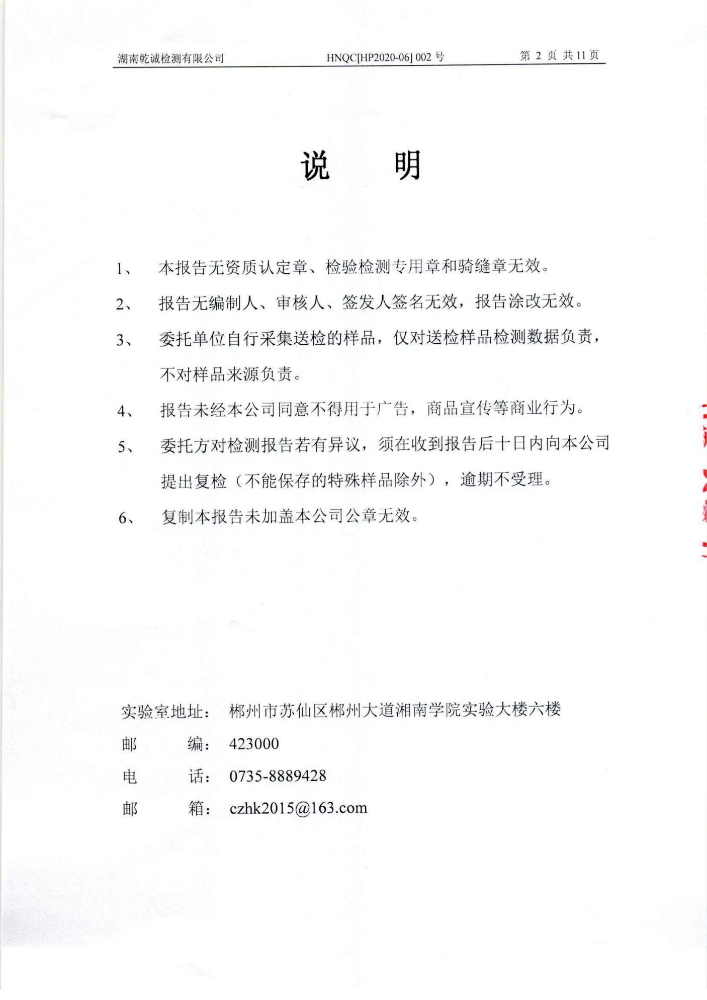 湖南乾诚检测有限公司 HNQC[HP2020-06] 002 号 第 2 页 共 11 页
说 明
1、 本报告无资质认定章、检验检测专用章和骑缝章无效。
2、 报告无编制人、审核人、签发人签名无效，报告涂改无效。
3、 委托单位自行采集送检的样品，仅对送检样品检测数据负责，
不对样品来源负责。
4、 报告未经本公司同意不得用于广告，商品宣传等商业行为。
5、 委托方对检测报告若有异议，须在收到报告后十日内向本公司
提出复检（不能保存的特殊样品除外），逾期不受理。
6、 复制本报告未加盖本公司公章无效。
实验室地址： 郴州市苏仙区郴州大道湘南学院实验大楼六楼
邮 编： 423000
电 话： 0735-8889428
邮 箱： czhk2015@163.com